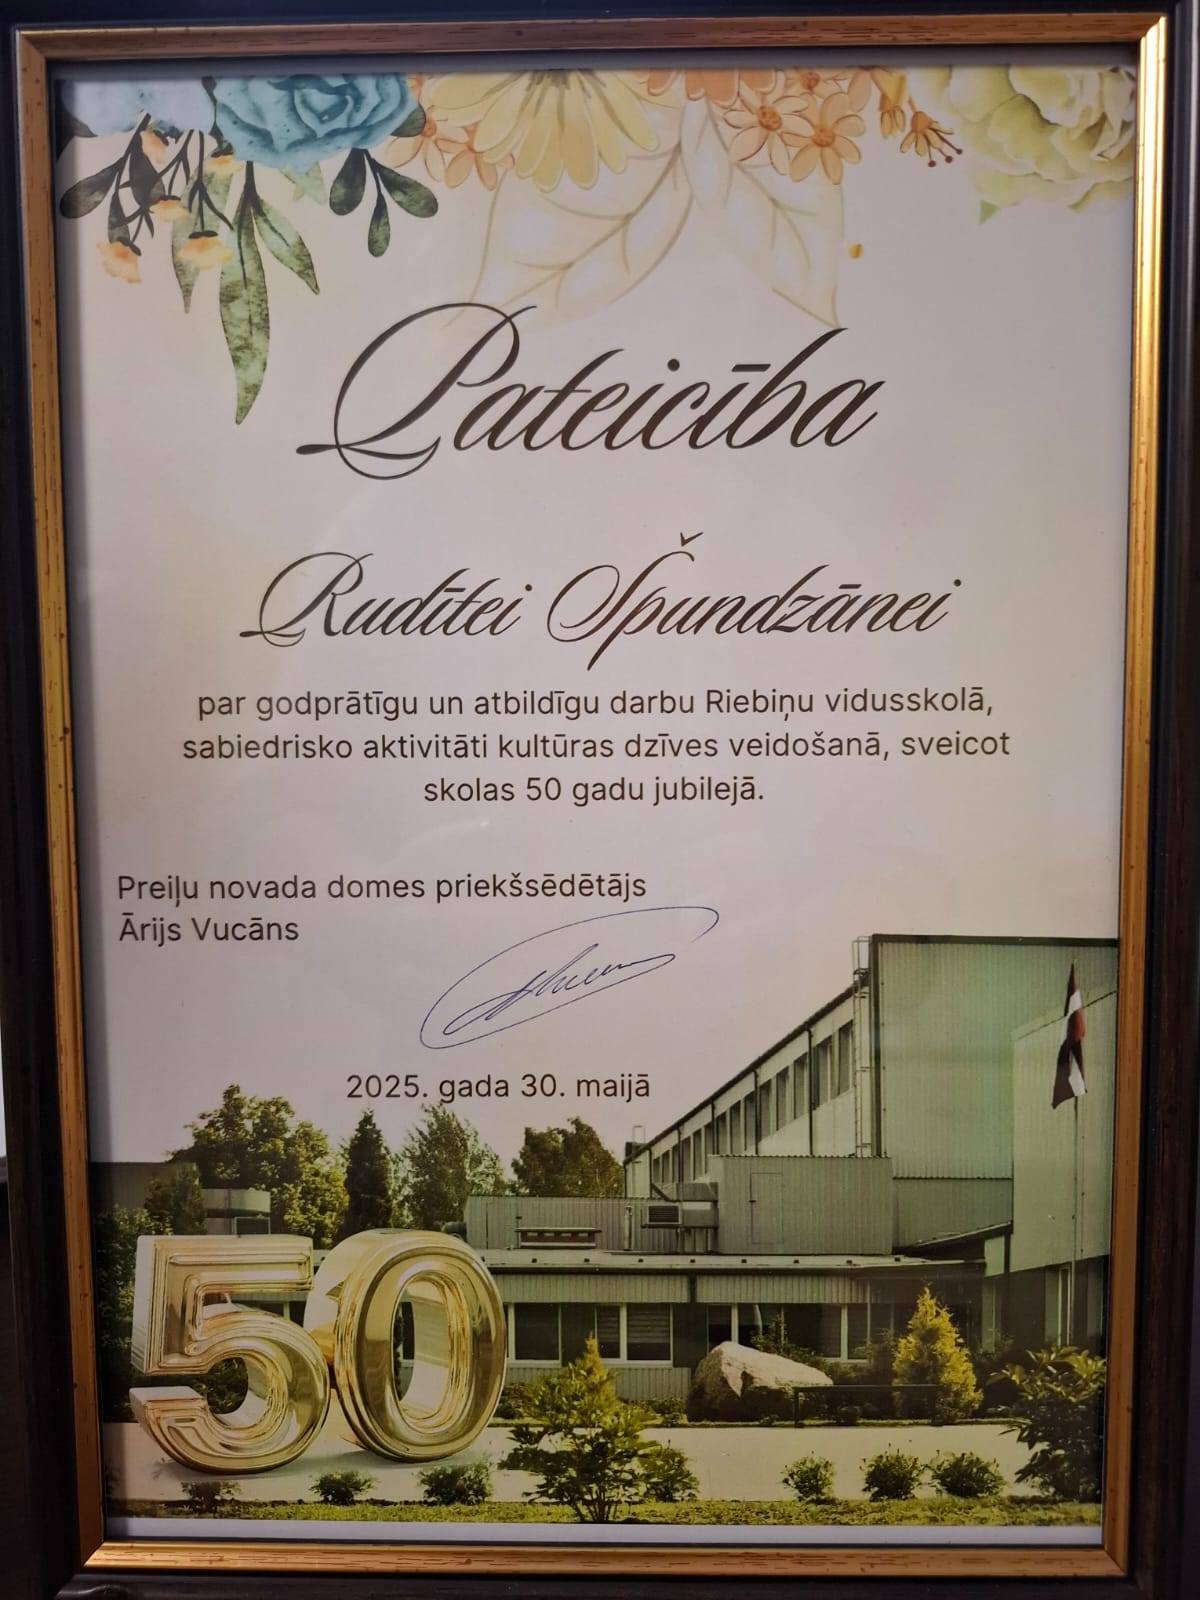 Pateicība
Rudītei Špundzānei
par godprātīgu un atbildīgu darbu Riebiņu vidusskolā,
sabiedrisko aktivitāti kultūras dzīves veidošanā, sveicot
skolas 50 gadu jubilejā.
Preiļu novada domes priekšsēdētājs
Ārijs Vucāns
2025. gada 30. maijā
50